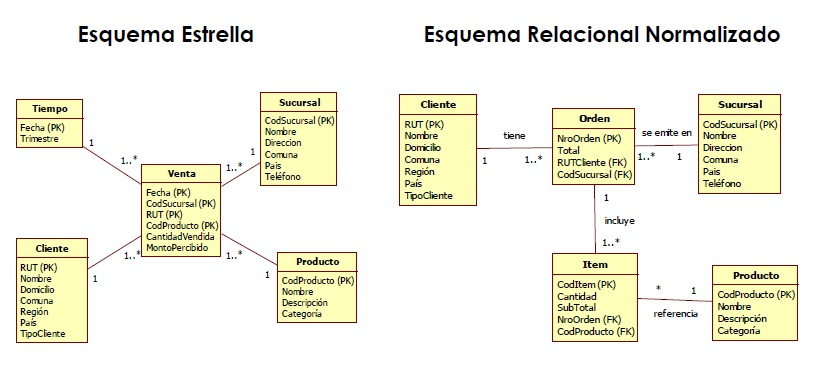 Esquema Estrella
Tiempo
Fecha (PK)
Trimestre
1
1..*
Sucursal
CodSucursal (PK)
Nombre
Direccion
Comuna
Pais
Teléfono
1
1..*
Venta
Fecha (PK)
CodSucursal (PK)
RUT (PK)
CodProducto (PK)
CantidadVendida
MontoPercibido
Cliente
RUT (PK)
Nombre
Domicilio
Comuna
Región
País
TipoCliente
1
1..*
1..*
1
Producto
CodProducto (PK)
Nombre
Descripción
Categoría
Esquema Relacional Normalizado
Cliente
RUT (PK)
Nombre
Domicilio
Comuna
Región
País
TipoCliente
tiene
1
1..*
Orden
NroOrden (PK)
Total
RUTCliente (FK)
CodSucursal (FK)
se emite en
1..*
1
Sucursal
CodSucursal (PK)
Nombre
Direccion
Comuna
Pais
Teléfono
1
incluye
1..*
Item
CodItem (PK)
Cantidad
SubTotal
NroOrden (FK)
CodProducto (FK)
*
1
referencia
Producto
CodProducto (PK)
Nombre
Descripción
Categoría